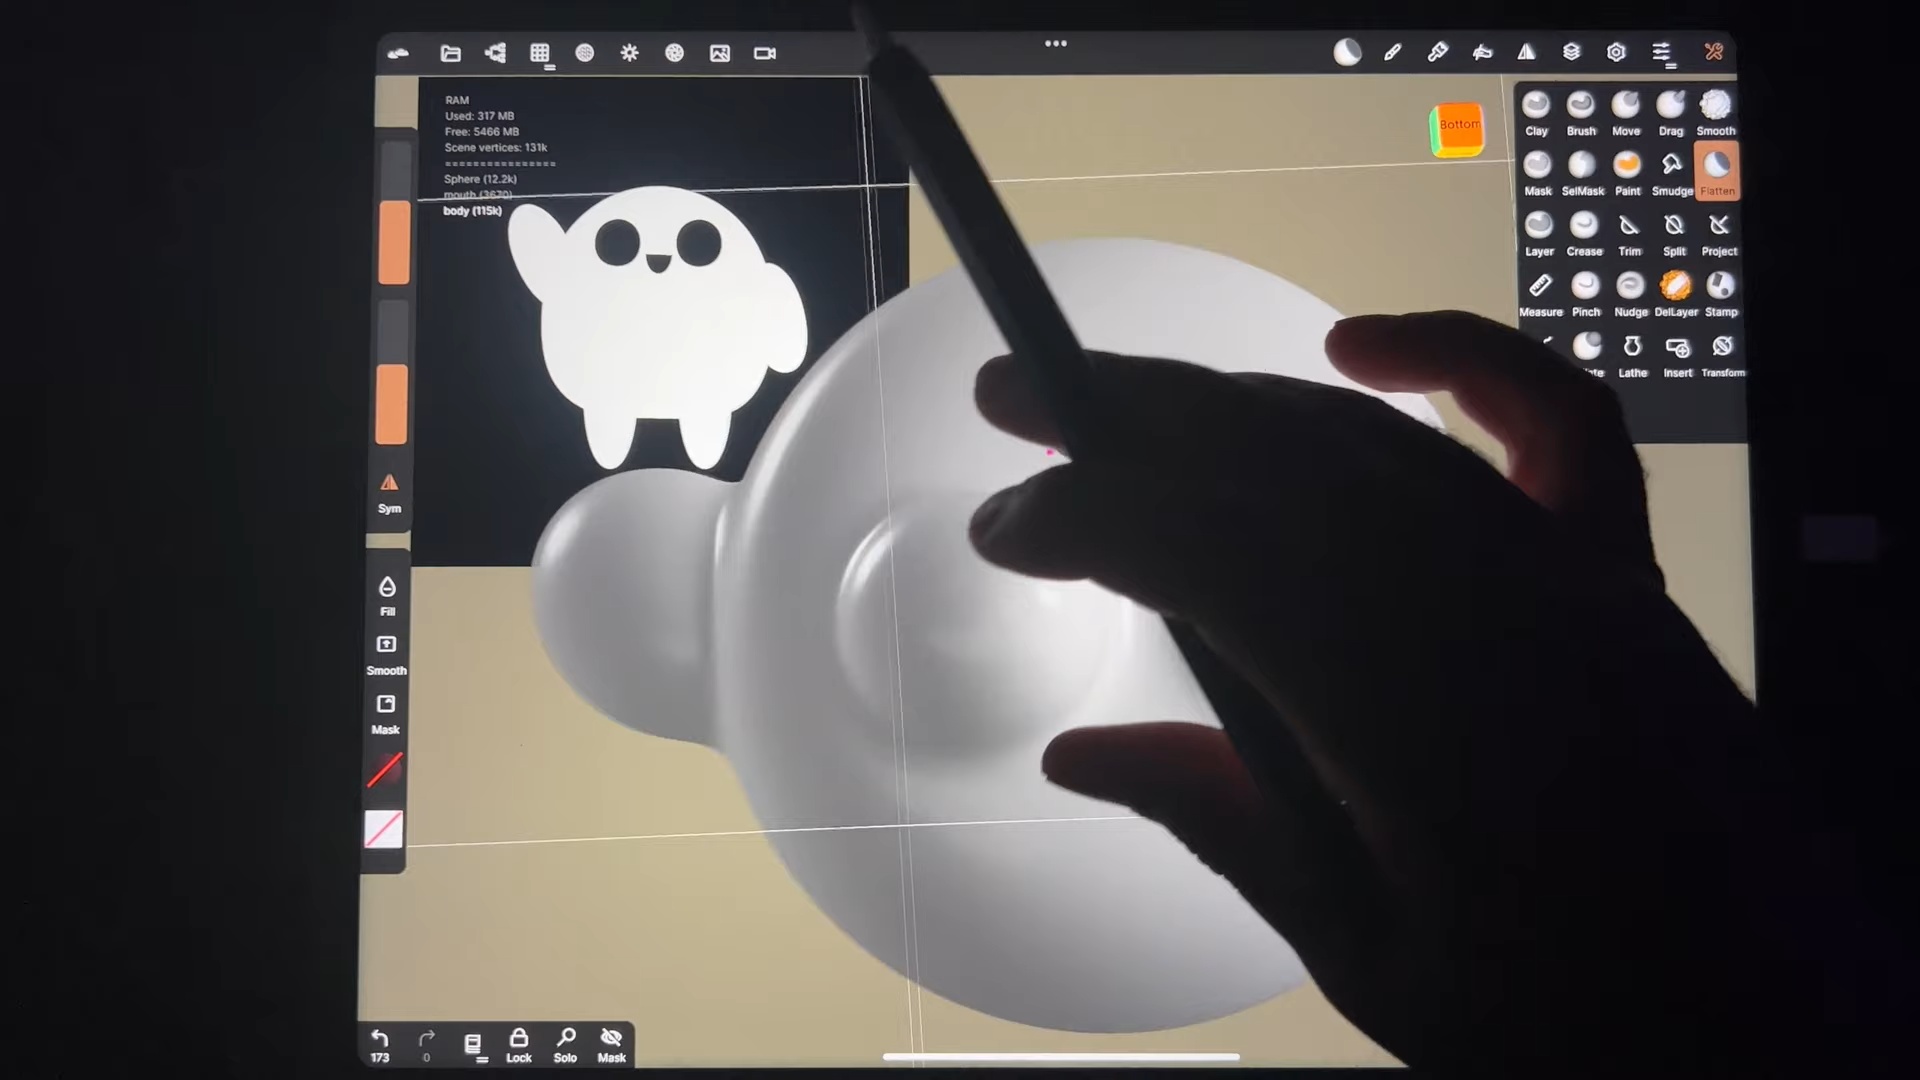 RAM
Used: 317 MB
Free: 5466 MB
Scene vertices: 131k
================
Sphere (12.2k)
mouth (3670)
body (115k)
Bottom
Clay Brush Move Drag Smooth
Mask SelMask Paint Smudge Flatten
Layer Crease Trim Split Project
Measure Pinch Nudge DelLayer Stamp
Lathe Insert Transform
Sym
Fill
Smooth
Mask
173 0 Lock Solo Mask